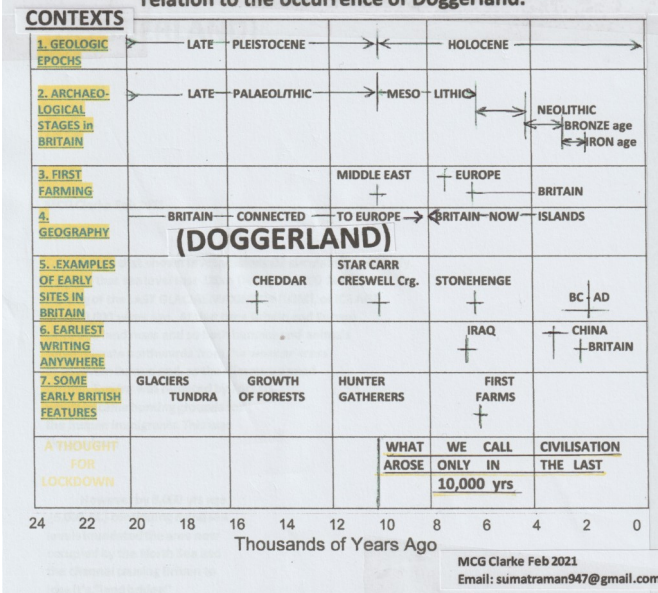 relation to the occurrence of Doggerland.
CONTEXTS
1. GEOLOGIC
EPOCHS
LATE PLEISTOCENE HOLOCENE
2. ARCHAEO-
LOGICAL
STAGES in
BRITAIN
LATE PALAEOLITHIC MESO LITHIC
NEOLITHIC
BRONZE age
IRON age
3. FIRST
FARMING
MIDDLE EAST EUROPE
BRITAIN
4.
GEOGRAPHY
BRITAIN CONNECTED TO EUROPE BRITAIN NOW ISLANDS
(DOGGERLAND)
5. .EXAMPLES
OF EARLY
SITES IN
BRITAIN
CHEDDAR
STAR CARR
CRESWELL Crg.
STONEHENGE
BC - AD
6. EARLIEST
WRITING
ANYWHERE
IRAQ CHINA
BRITAIN
7. SOME
EARLY BRITISH
FEATURES
GLACIERS
TUNDRA
GROWTH
OF FORESTS
HUNTER
GATHERERS
FIRST
FARMS
A THOUGHT
FOR
LOCKDOWN
WHAT WE CALL CIVILISATION
AROSE ONLY IN THE LAST
10,000 yrs
24 22 20 18 16 14 12 10 8 6 4 2 0
Thousands of Years Ago
MCG Clarke Feb 2021
Email: sumatraman947@gmail.com